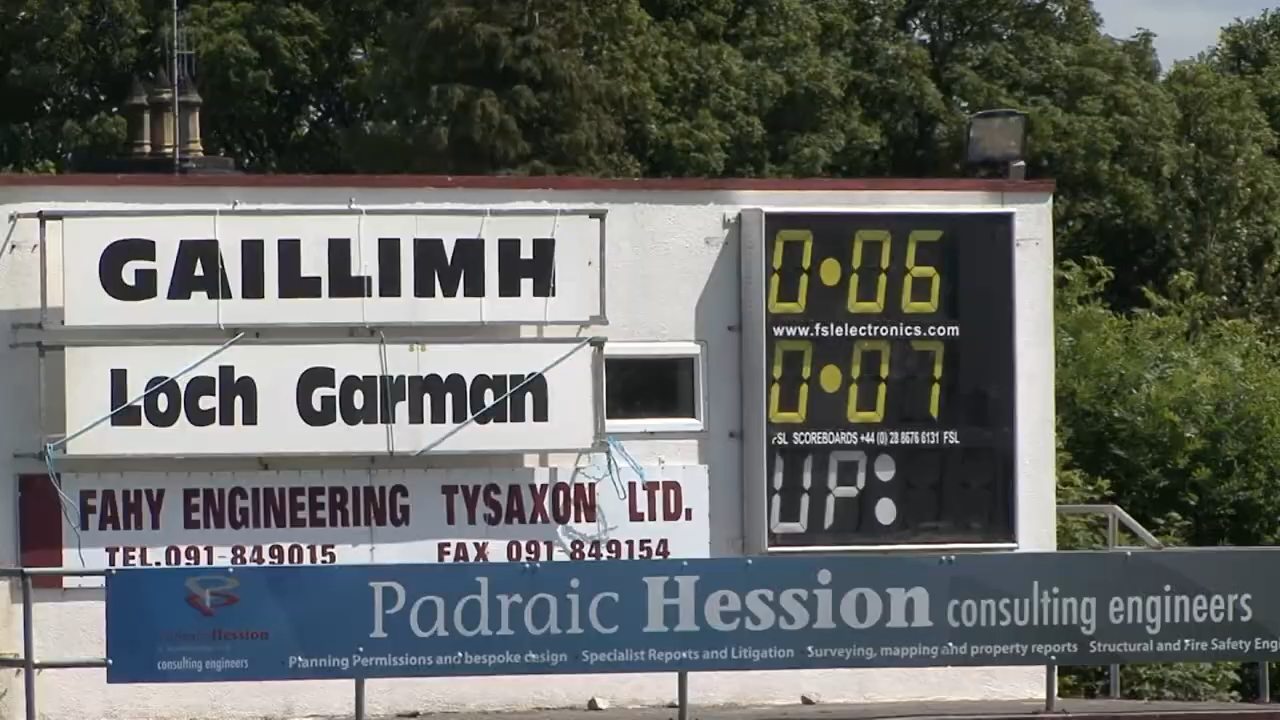 GAILLIMH
0•06
www.fslelectronics.com
Loch Garman
0•07
FSL SCOREBOARDS +44 (0) 28 8676 6131 FSL
UP:
FAHY ENGINEERING TYSAXON LTD.
TEL.091-849015 FAX 091-849154
Padraic Hession consulting engineers
Hession
consulting engineers
Planning Permissions and bespoke design Specialist Reports and Litigation Surveying, mapping and property reports Structural and Fire Safety Eng